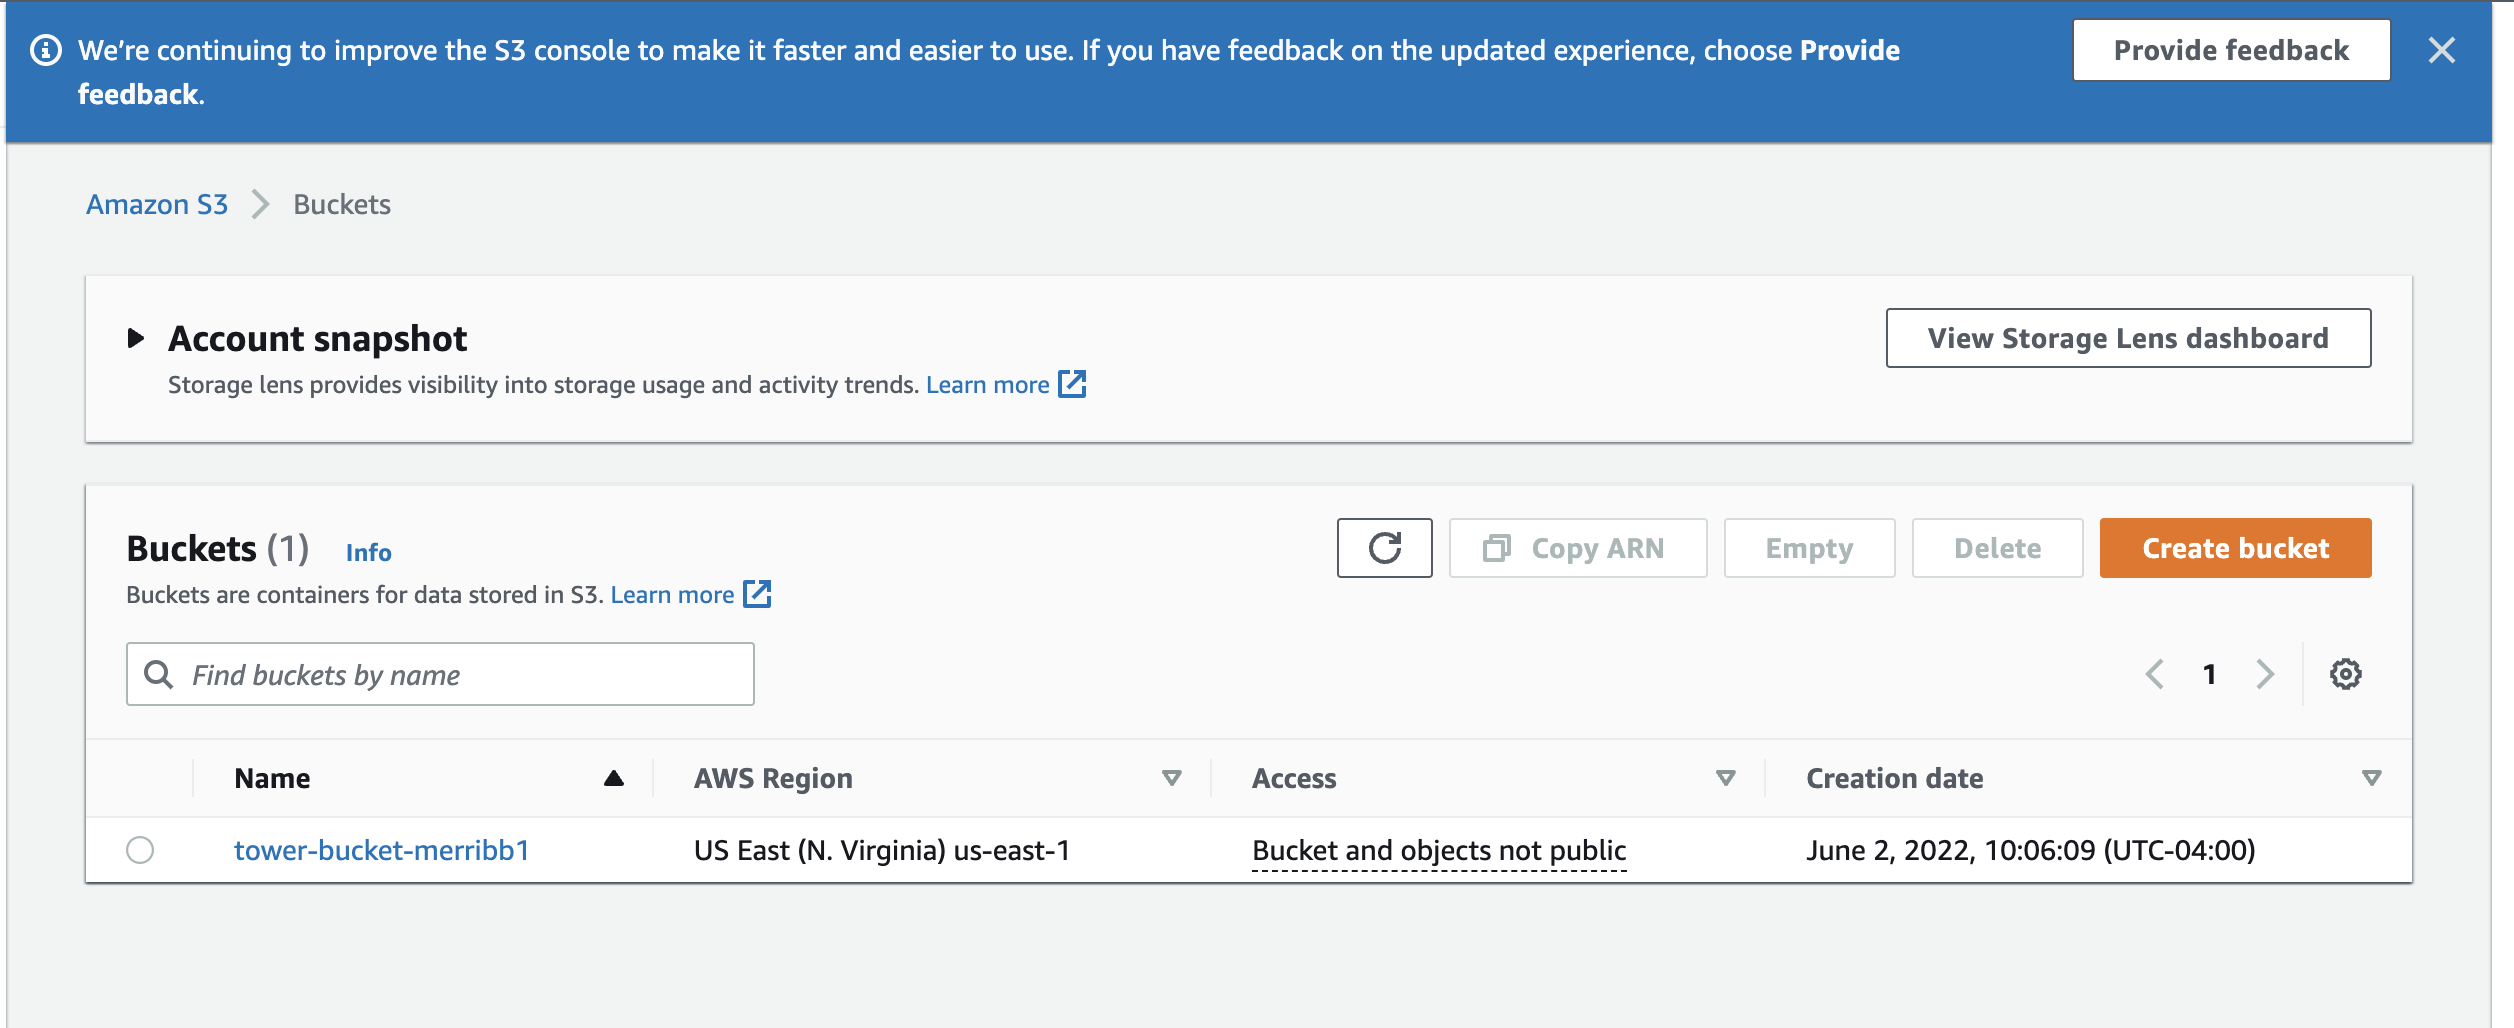 We're continuing to improve the S3 console to make it faster and easier to use. If you have feedback on the updated experience, choose Provide
feedback.
Provide feedback
Amazon S3
Buckets
Account snapshot
View Storage Lens dashboard
Storage lens provides visibility into storage usage and activity trends. Learn more
Buckets (1) Info
Copy ARN
Empty
Delete
Create bucket
Buckets are containers for data stored in S3. Learn more
Find buckets by name
1
Name AWS Region Access Creation date
tower-bucket-merribb1 US East (N. Virginia) us-east-1 Bucket and objects not public June 2, 2022, 10:06:09 (UTC-04:00)